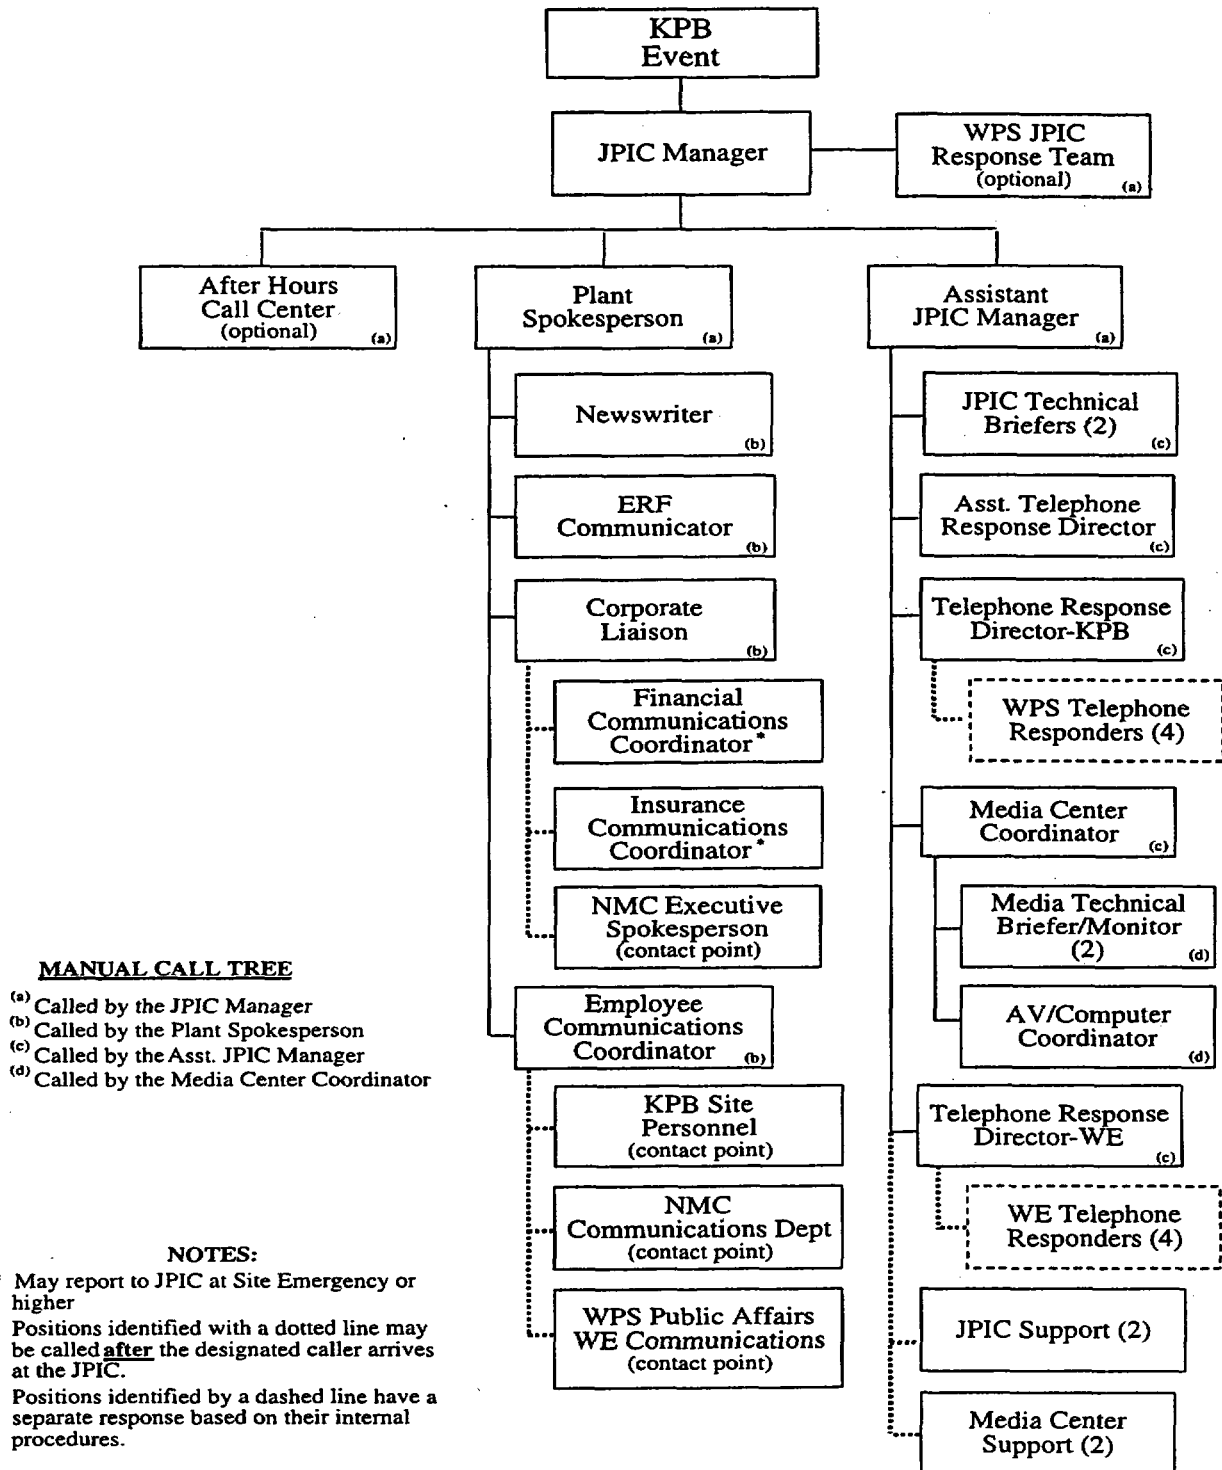 KPB
Event
JPIC Manager
WPS JPIC
Response Team
(optional) (a)
After Hours
Call Center
(optional) (a)
Plant
Spokesperson (a)
Assistant
JPIC Manager (a)
Newswriter (b)
ERF
Communicator (b)
Corporate
Liaison (b)
Financial
Communications
Coordinator*
Insurance
Communications
Coordinator*
NMC Executive
Spokesperson
(contact point)
Employee
Communications
Coordinator (b)
KPB Site
Personnel
(contact point)
NMC
Communications Dept
(contact point)
WPS Public Affairs
WE Communications
(contact point)
JPIC Technical
Briefers (2) (c)
Asst. Telephone
Response Director (c)
Telephone Response
Director-KPB (c)
WPS Telephone
Responders (4)
Media Center
Coordinator (c)
Media Technical
Briefer/Monitor
(2) (d)
AV/Computer
Coordinator (d)
Telephone Response
Director-WE (c)
WE Telephone
Responders (4)
JPIC Support (2)
Media Center
Support (2)
MANUAL CALL TREE
(a) Called by the JPIC Manager
(b) Called by the Plant Spokesperson
(c) Called by the Asst. JPIC Manager
(d) Called by the Media Center Coordinator
NOTES:
* May report to JPIC at Site Emergency or
higher
Positions identified with a dotted line may
be called after the designated caller arrives
at the JPIC.
Positions identified by a dashed line have a
separate response based on their internal
procedures.